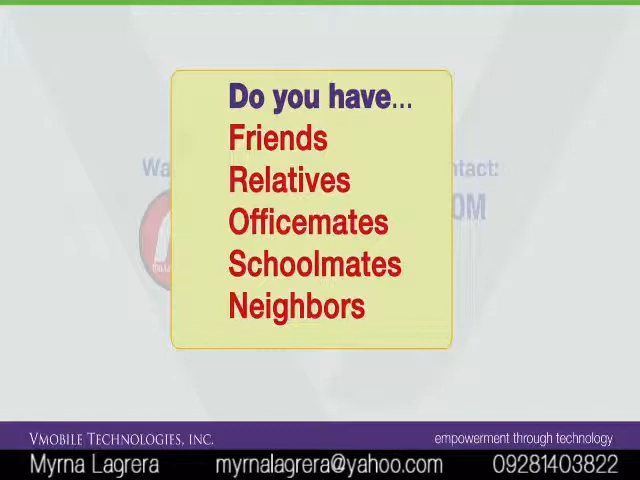 Do you have...
Friends
Relatives
Officemates
Schoolmates
Neighbors
VMOBILE TECHNOLOGIES, INC.
empowerment through technology
Myrna Lagrera myrnalagrera@yahoo.com 09281403822